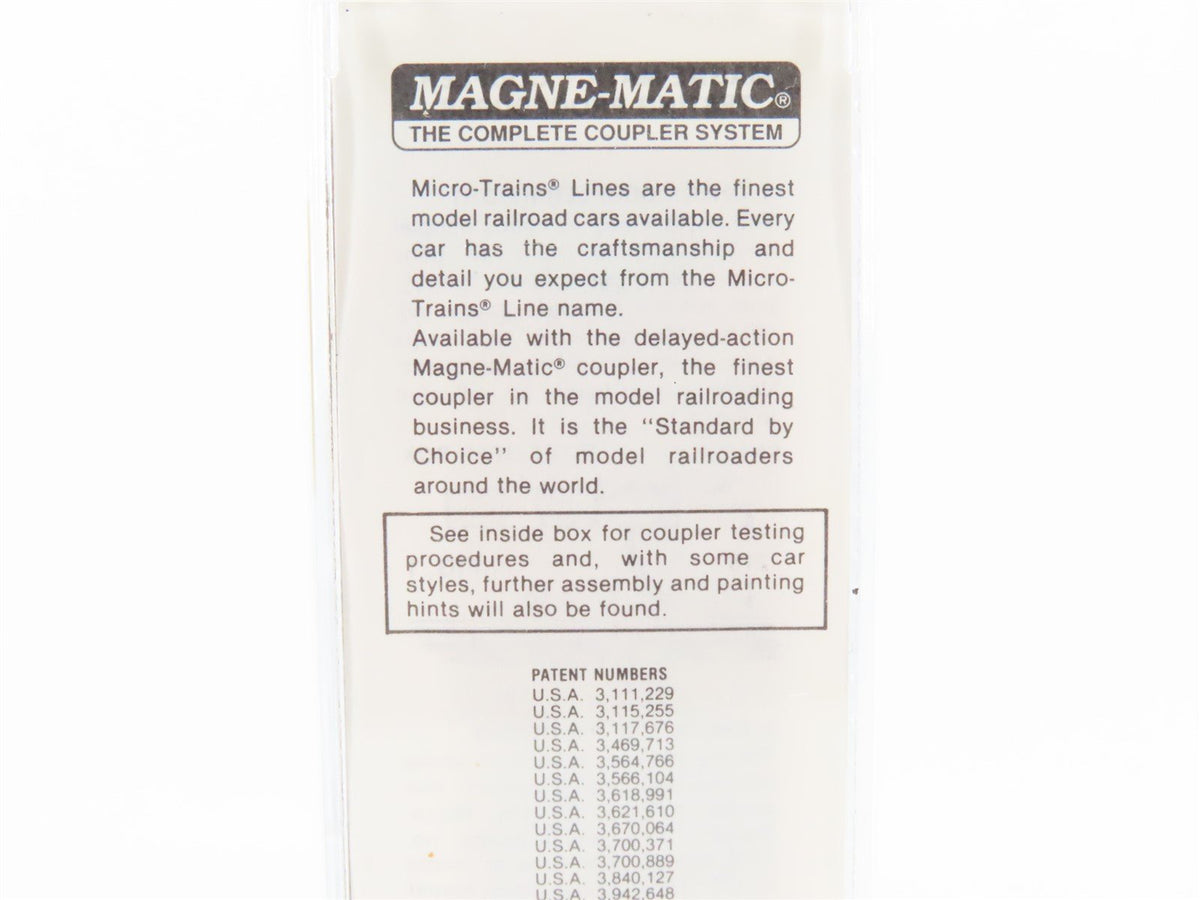 MAGNE-MATIC®
THE COMPLETE COUPLER SYSTEM
Micro-Trains® Lines are the finest
model railroad cars available. Every
car has the craftsmanship and
detail you expect from the Micro-
Trains® Line name.
Available with the delayed-action
Magne-Matic® coupler, the finest
coupler in the model railroading
business. It is the “Standard by
Choice” of model railroaders
around the world.
See inside box for coupler testing
procedures and, with some car
styles, further assembly and painting
hints will also be found.
PATENT NUMBERS
U.S.A. 3,111,229
U.S.A. 3,115,255
U.S.A. 3,117,676
U.S.A. 3,469,713
U.S.A. 3,564,766
U.S.A. 3,566,104
U.S.A. 3,618,991
U.S.A. 3,621,610
U.S.A. 3,670,064
U.S.A. 3,700,371
U.S.A. 3,700,889
U.S.A. 3,840,127
U.S.A. 3,942,648